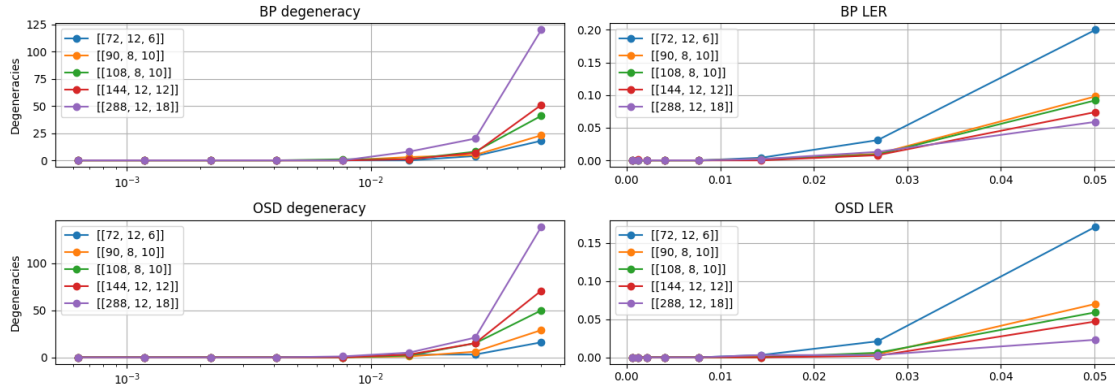 BP degeneracy
Degeneracies
125
100
75
50
25
0
[[72, 12, 6]]
[[90, 8, 10]]
[[108, 8, 10]]
[[144, 12, 12]]
[[288, 12, 18]]
10⁻³
10⁻²
BP LER
0.20
0.15
0.10
0.05
0.00
[[72, 12, 6]]
[[90, 8, 10]]
[[108, 8, 10]]
[[144, 12, 12]]
[[288, 12, 18]]
0.00
0.01
0.02
0.03
0.04
0.05
OSD degeneracy
Degeneracies
100
50
0
[[72, 12, 6]]
[[90, 8, 10]]
[[108, 8, 10]]
[[144, 12, 12]]
[[288, 12, 18]]
10⁻³
10⁻²
OSD LER
0.15
0.10
0.05
0.00
[[72, 12, 6]]
[[90, 8, 10]]
[[108, 8, 10]]
[[144, 12, 12]]
[[288, 12, 18]]
0.00
0.01
0.02
0.03
0.04
0.05